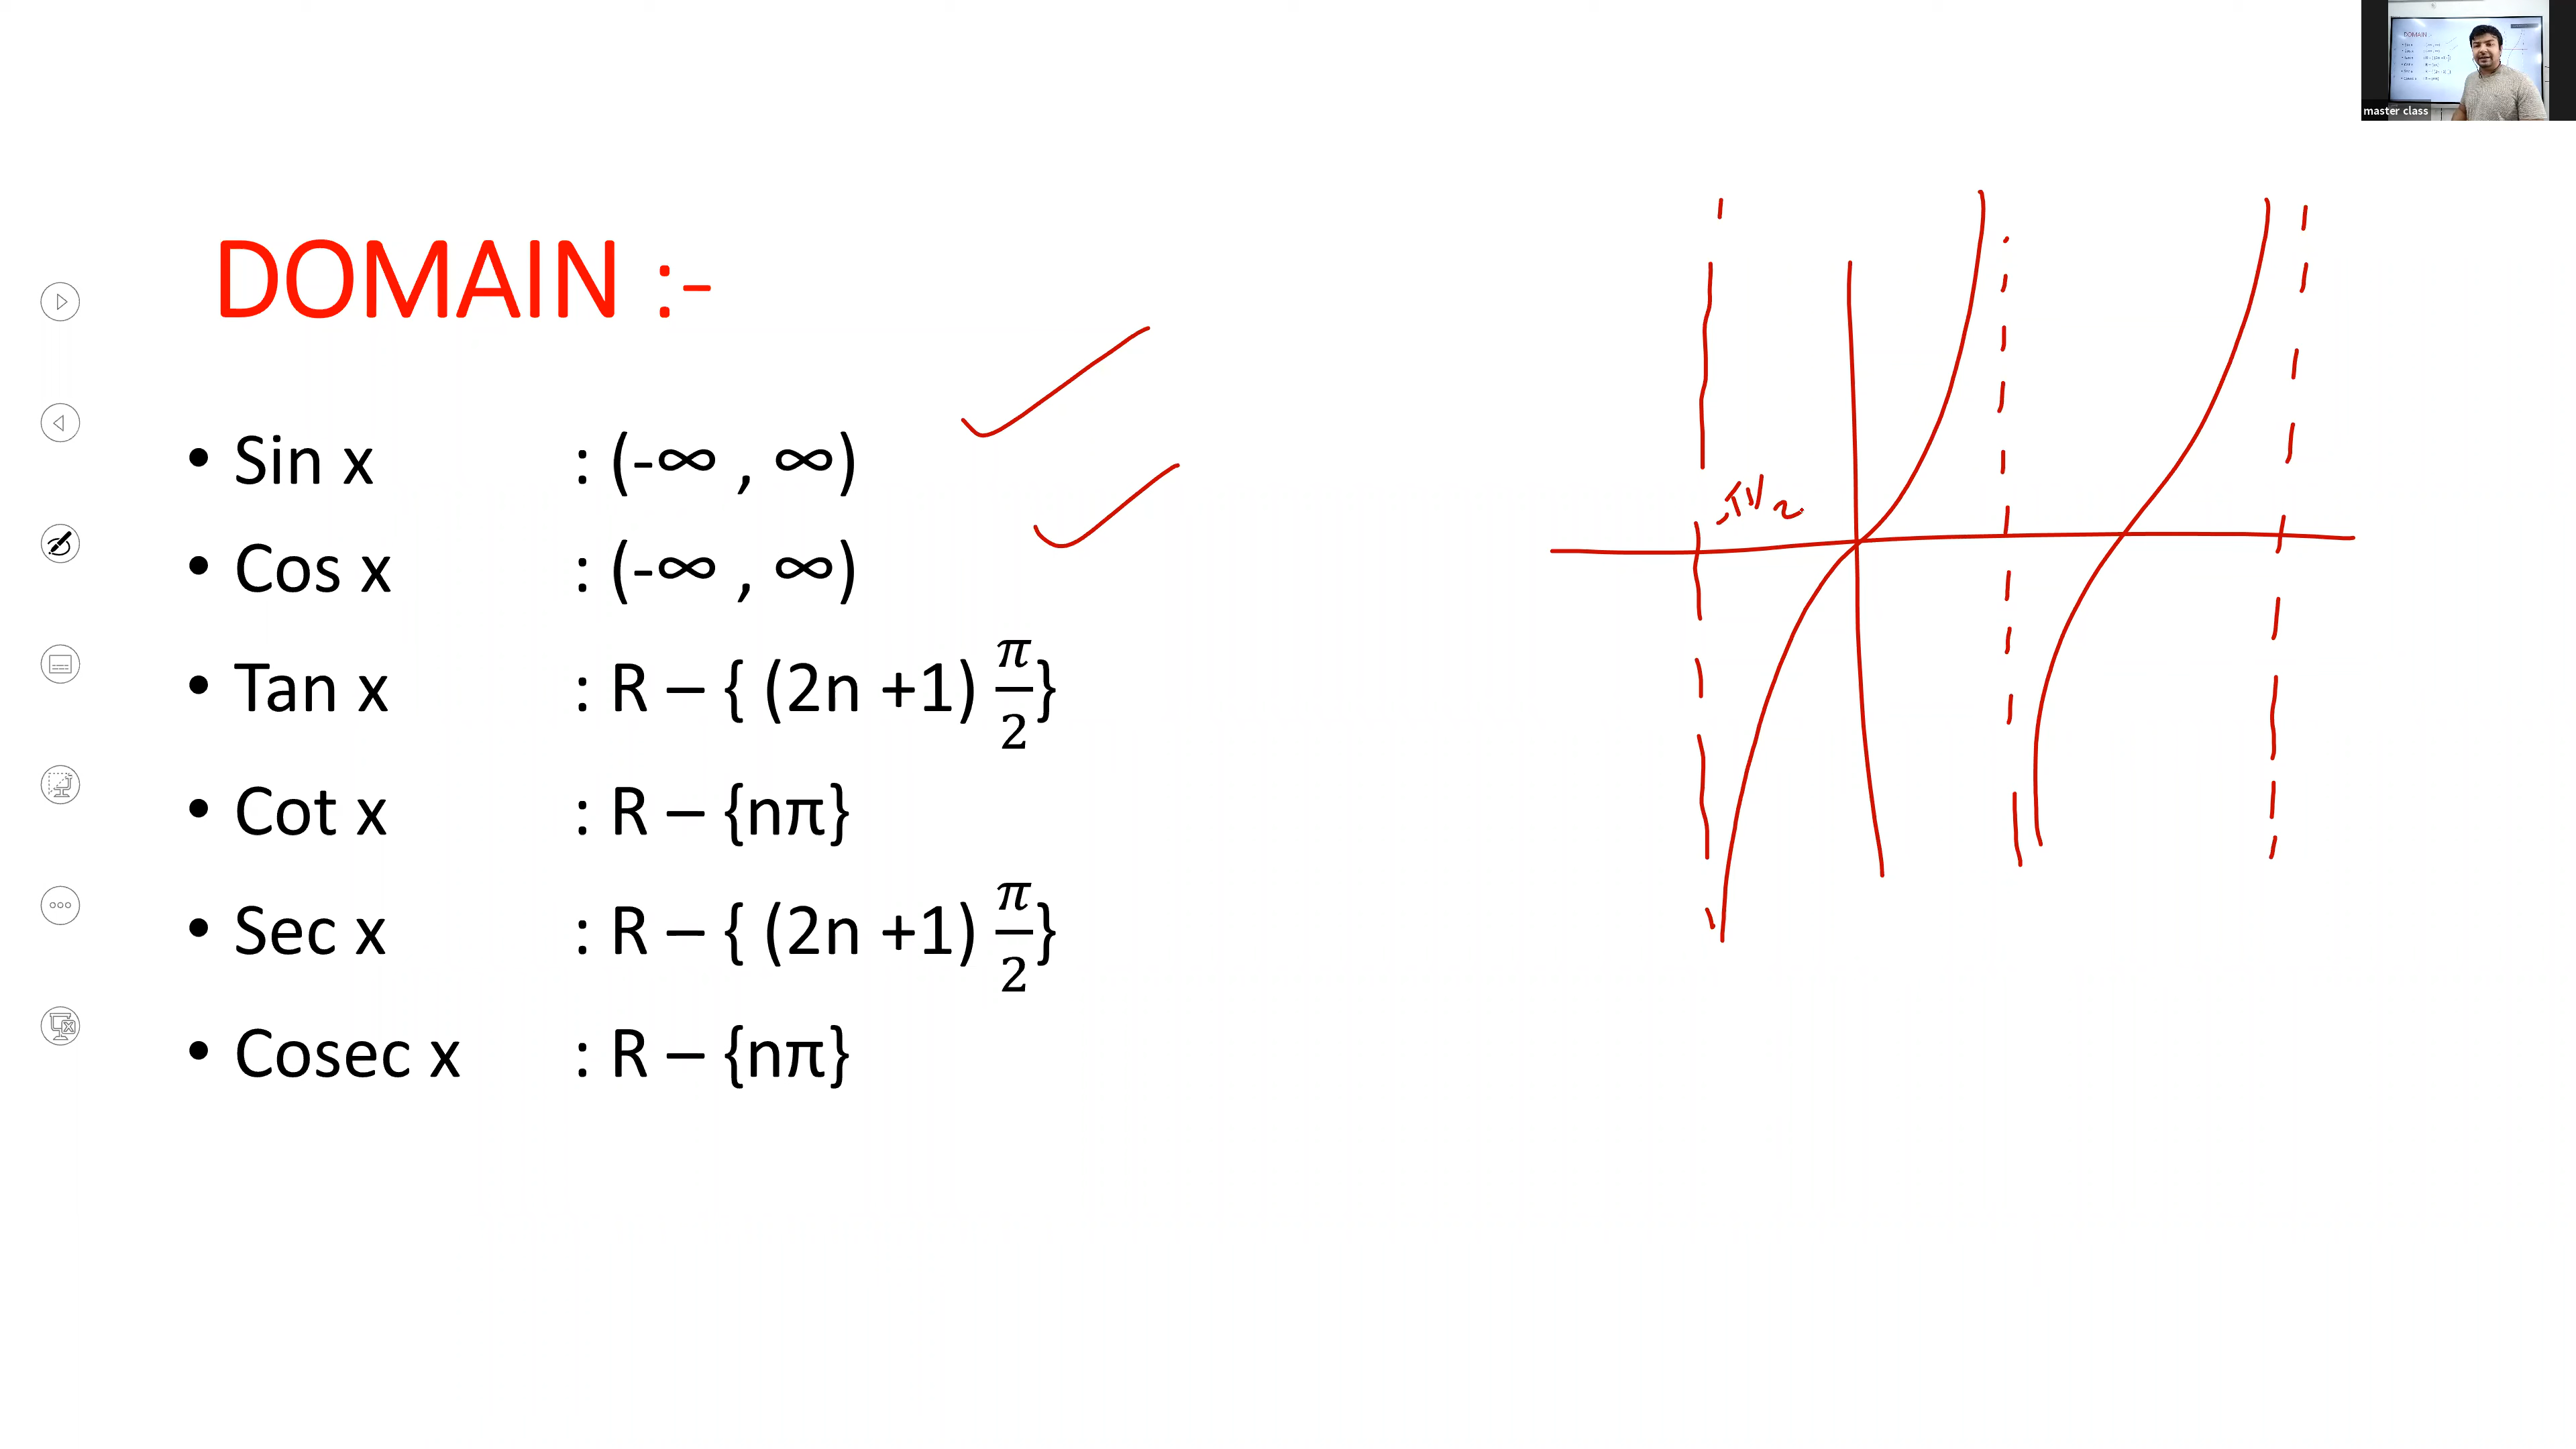 master class
DOMAIN :-
• Sin x : (-∞ , ∞)
• Cos x : (-∞ , ∞)
• Tan x : R – { (2n +1) π/2}
• Cot x : R – {nπ}
• Sec x : R – { (2n +1) π/2}
• Cosec x : R – {nπ}
-π/2